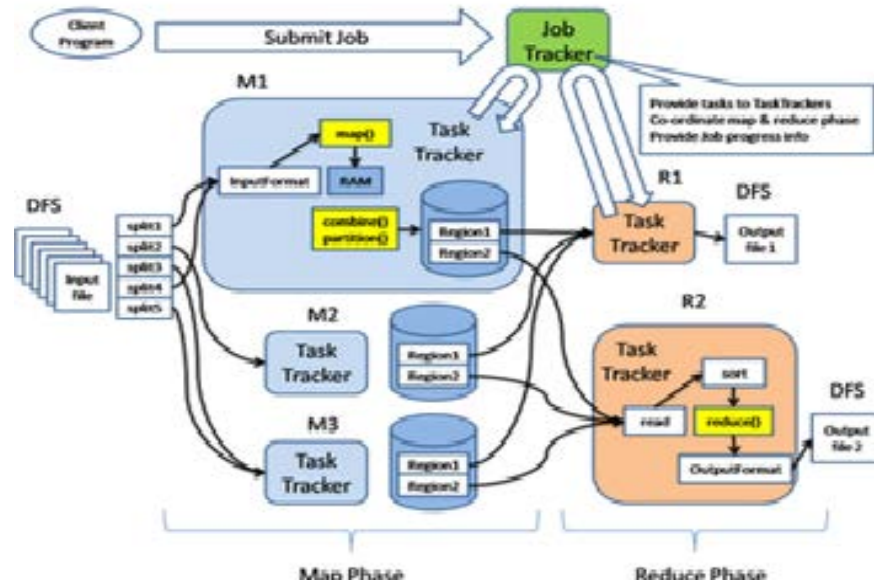 Client
Program
Submit Job
Job
Tracker
Provide tasks to TaskTrackers
Co-ordinate map & reduce phase
Provide Job progress info
M1
map()
Task
Tracker
InputFormat
RAM
combine()
partition()
Region1
Region2
DFS
Input
file
split1
split2
split3
split4
split5
R1
Task
Tracker
DFS
Output
file 1
M2
Task
Tracker
Region1
Region2
M3
Task
Tracker
Region1
Region2
R2
Task
Tracker
sort
read
reduce()
OutputFormat
DFS
Output
file 2
Map Phase
Reduce Phase